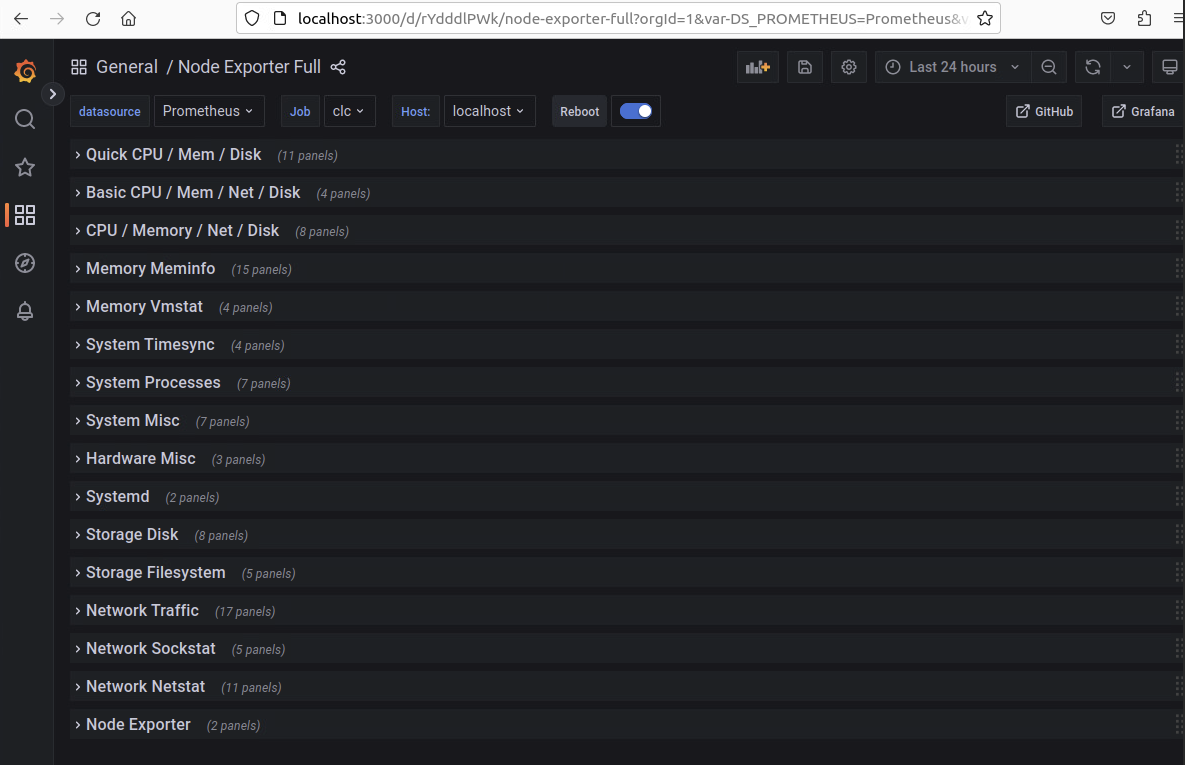 localhost:3000/d/rYdddlPWk/node-exporter-full?orgId=1&var-DS_PROMETHEUS=Prometheus&
General / Node Exporter Full
Last 24 hours
datasource Prometheus Job clc Host: localhost Reboot GitHub Grafana
Quick CPU / Mem / Disk (11 panels)
Basic CPU / Mem / Net / Disk (4 panels)
CPU / Memory / Net / Disk (8 panels)
Memory Meminfo (15 panels)
Memory Vmstat (4 panels)
System Timesync (4 panels)
System Processes (7 panels)
System Misc (7 panels)
Hardware Misc (3 panels)
Systemd (2 panels)
Storage Disk (8 panels)
Storage Filesystem (5 panels)
Network Traffic (17 panels)
Network Sockstat (5 panels)
Network Netstat (11 panels)
Node Exporter (2 panels)